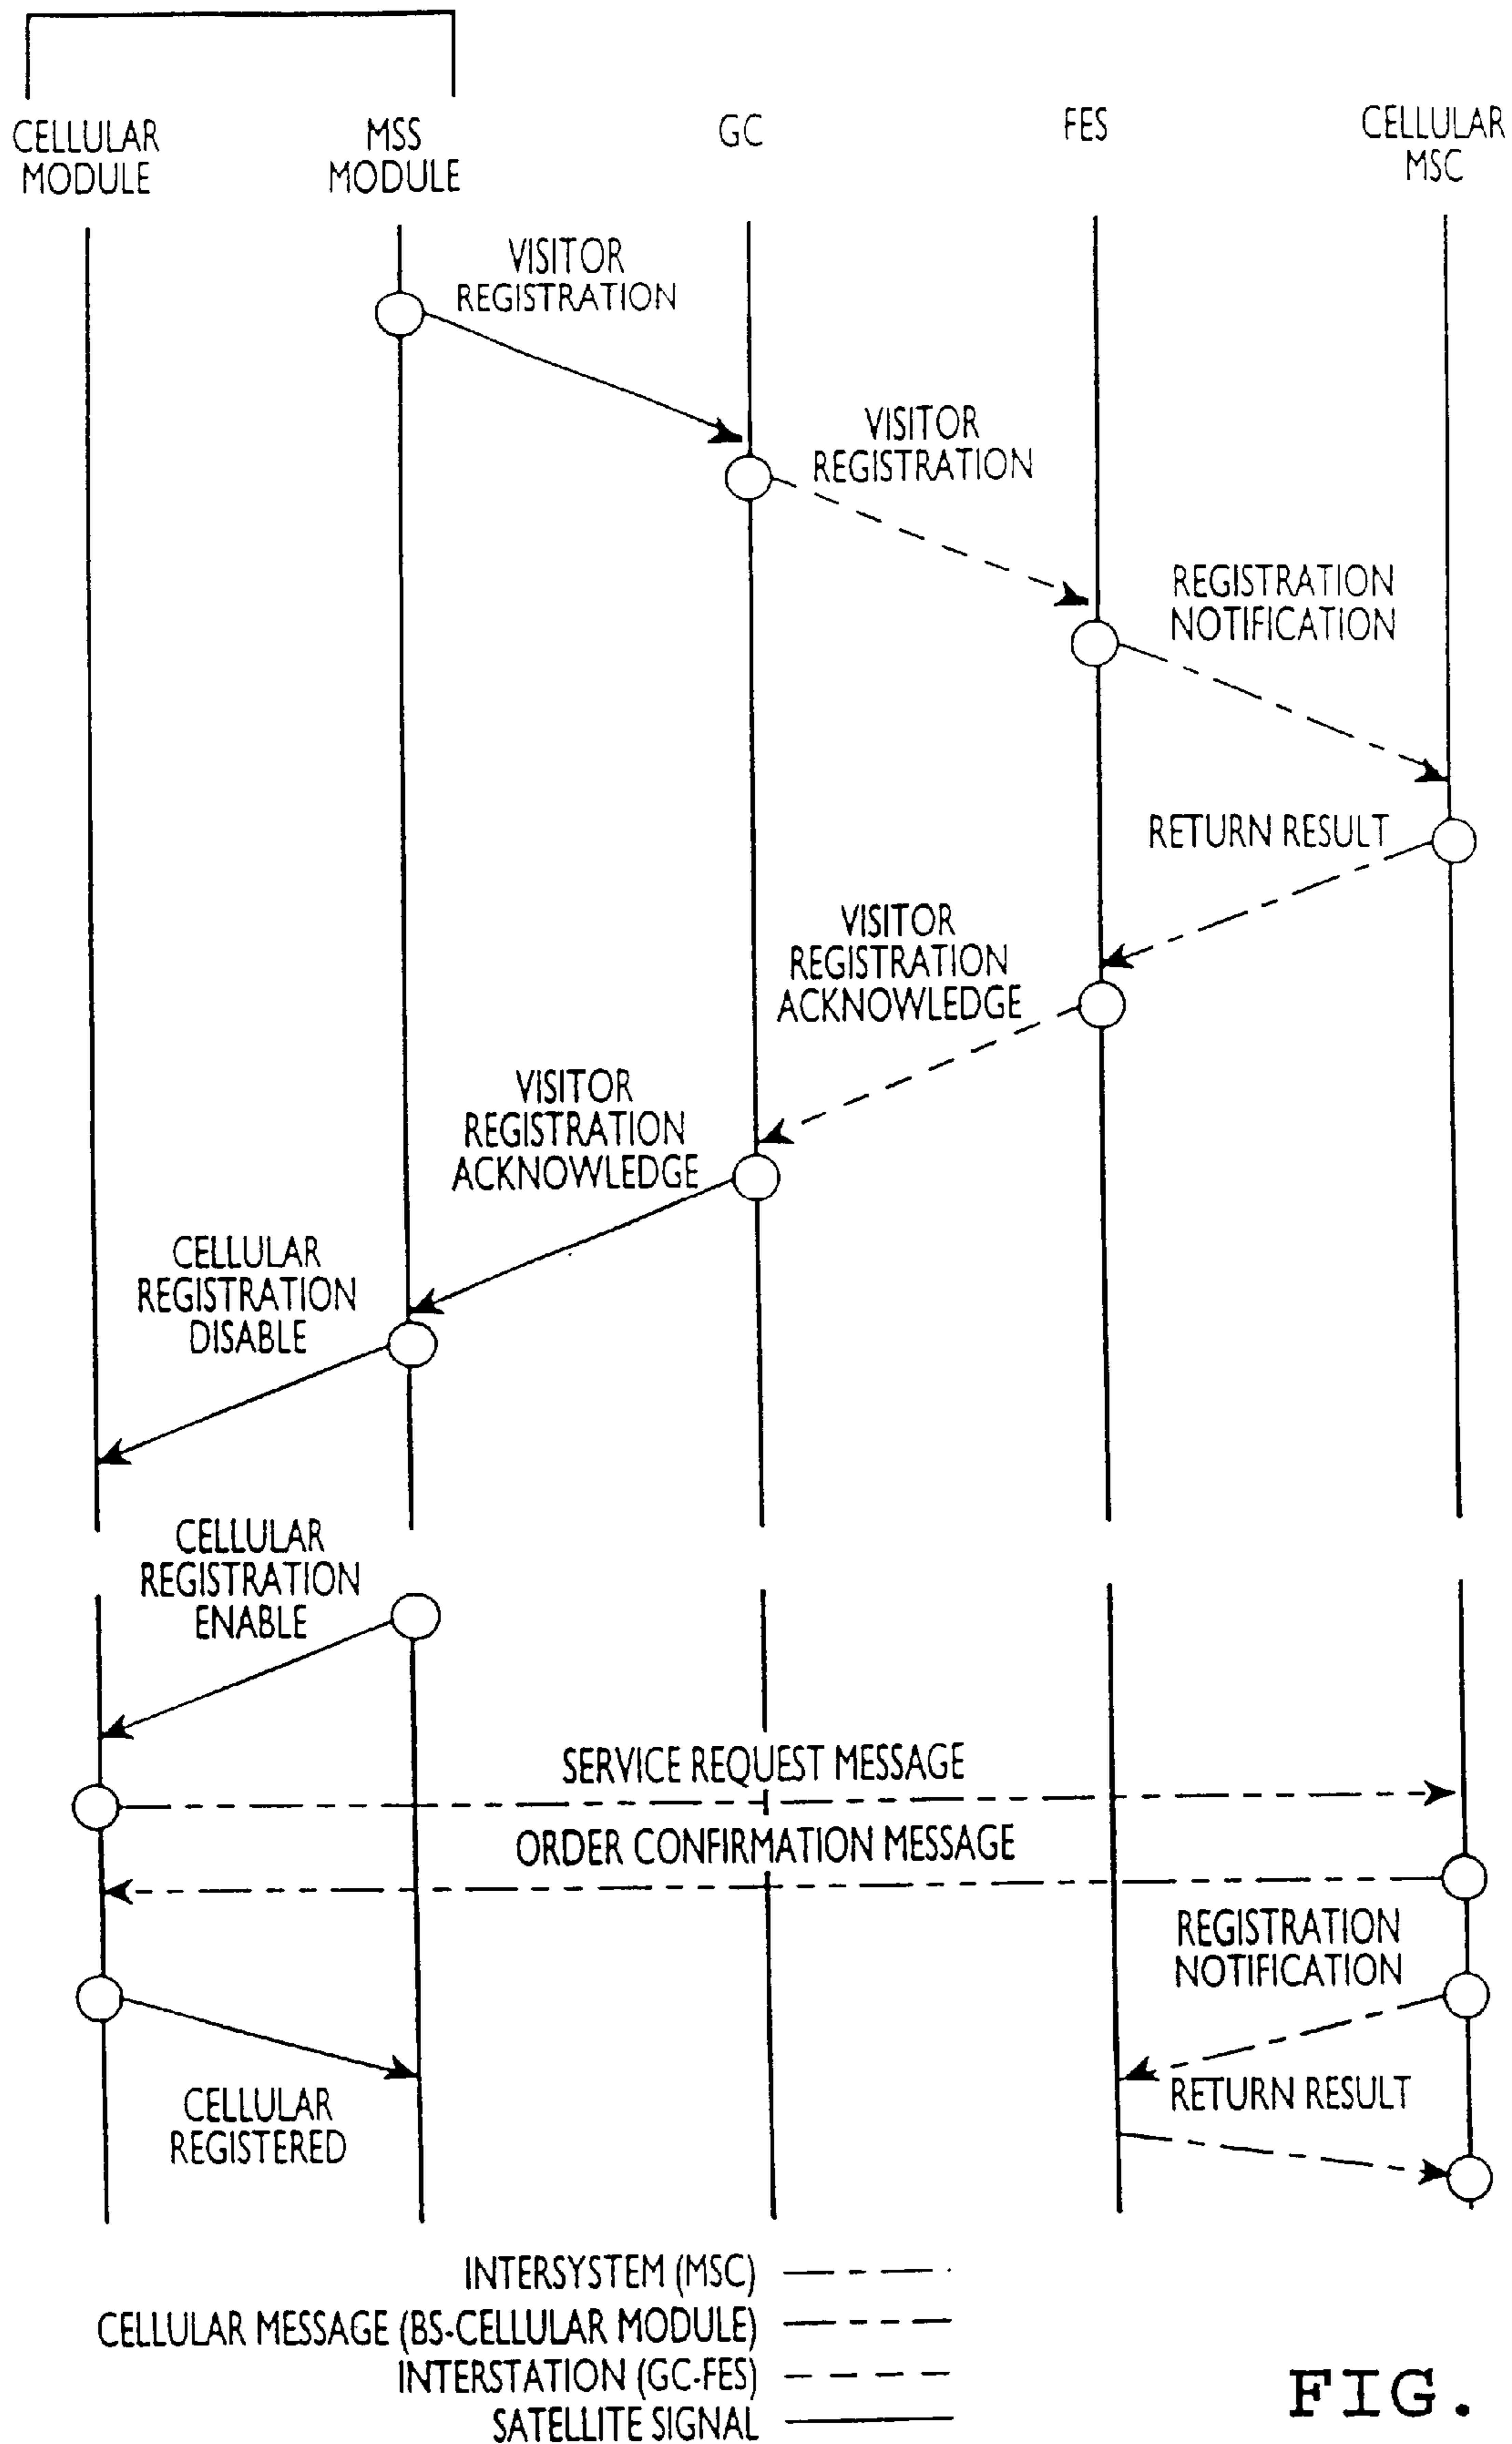 CELLULAR
MODULE
MSS
MODULE
GC
FES
CELLULAR
MSC
VISITOR
REGISTRATION
VISITOR
REGISTRATION
REGISTRATION
NOTIFICATION
RETURN RESULT
VISITOR
REGISTRATION
ACKNOWLEDGE
VISITOR
REGISTRATION
ACKNOWLEDGE
CELLULAR
REGISTRATION
DISABLE
CELLULAR
REGISTRATION
ENABLE
SERVICE REQUEST MESSAGE
ORDER CONFIRMATION MESSAGE
REGISTRATION
NOTIFICATION
RETURN RESULT
CELLULAR
REGISTERED
INTERSYSTEM (MSC)
CELLULAR MESSAGE (BS-CELLULAR MODULE)
INTERSTATION (GC-FES)
SATELLITE SIGNAL
FIG.